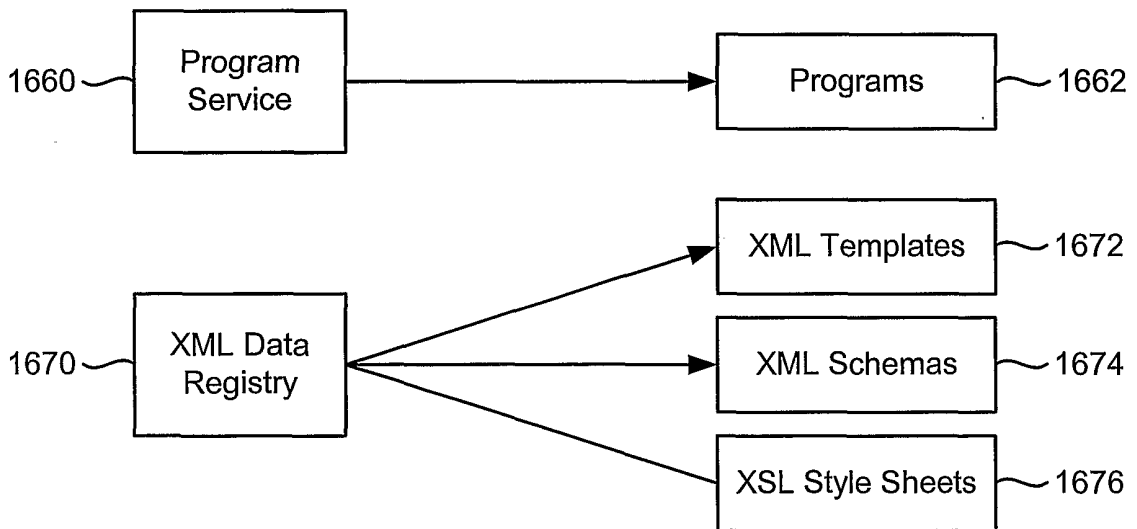 1660
Program
Service
Programs
1662
XML Templates
1672
1670
XML Data
Registry
XML Schemas
1674
XSL Style Sheets
1676